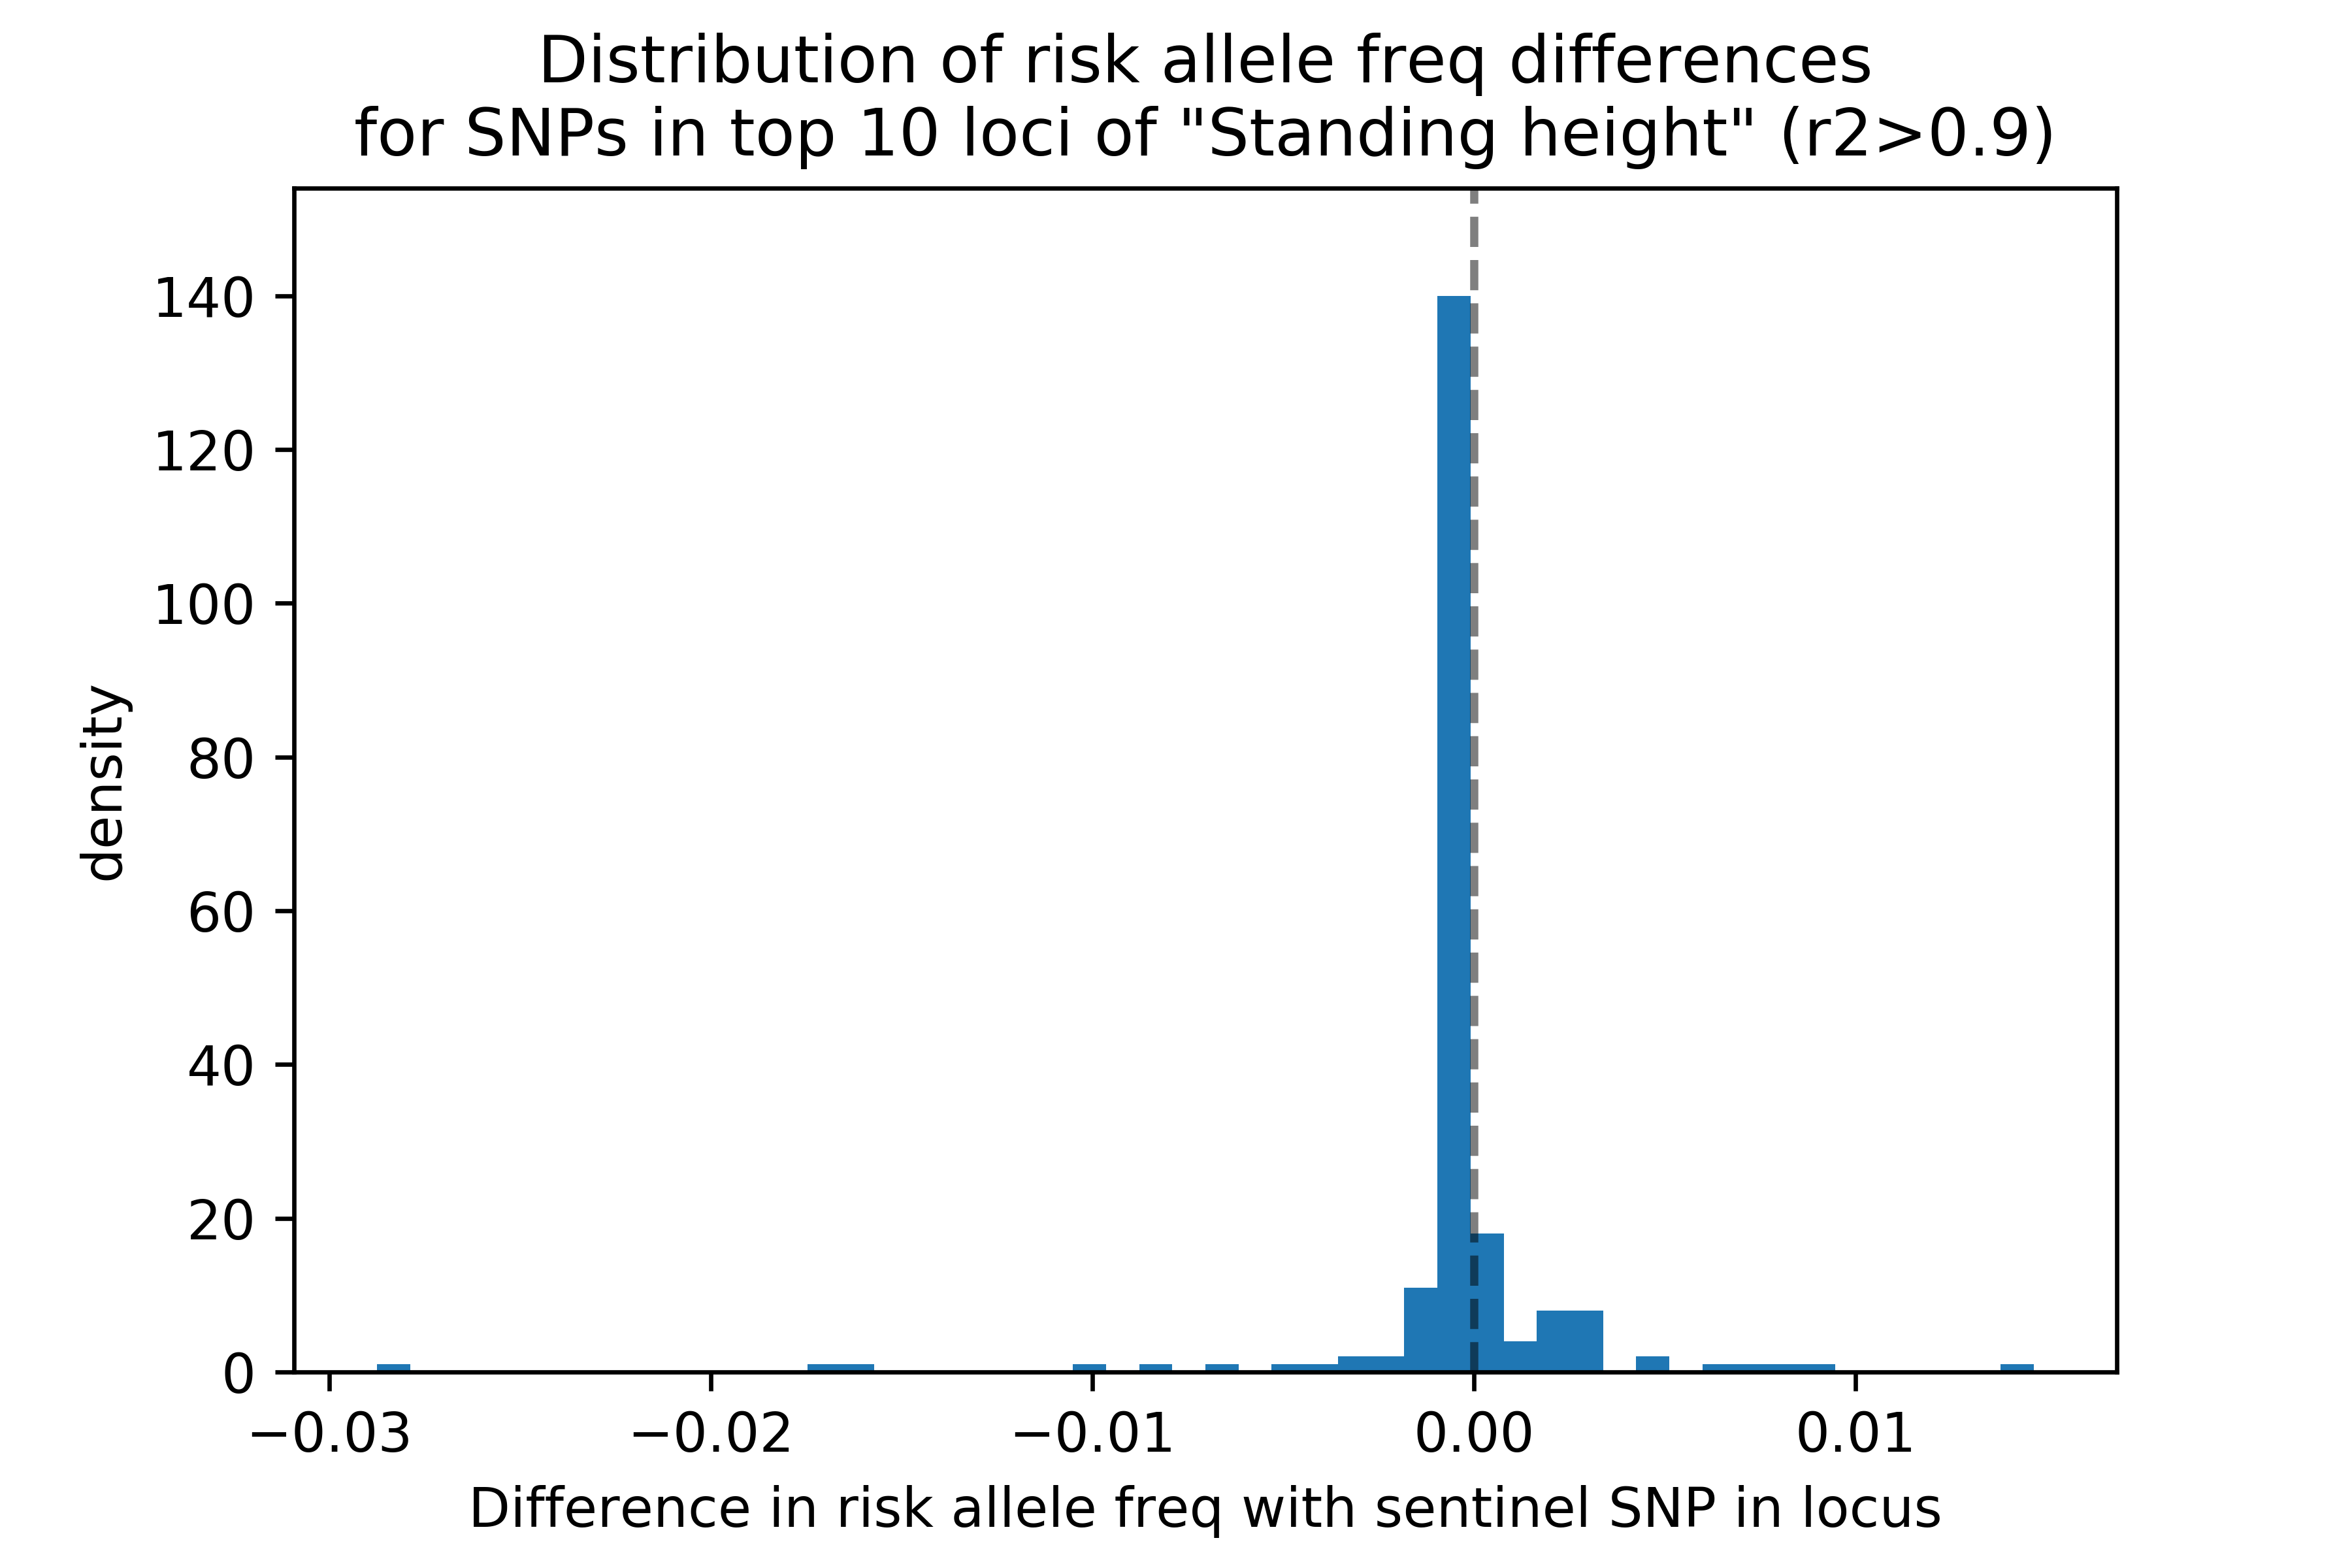 Distribution of risk allele freq differences
for SNPs in top 10 loci of "Standing height" (r2>0.9)
140
120
100
80
60
40
20
0
density
−0.03 −0.02 −0.01 0.00 0.01
Difference in risk allele freq with sentinel SNP in locus